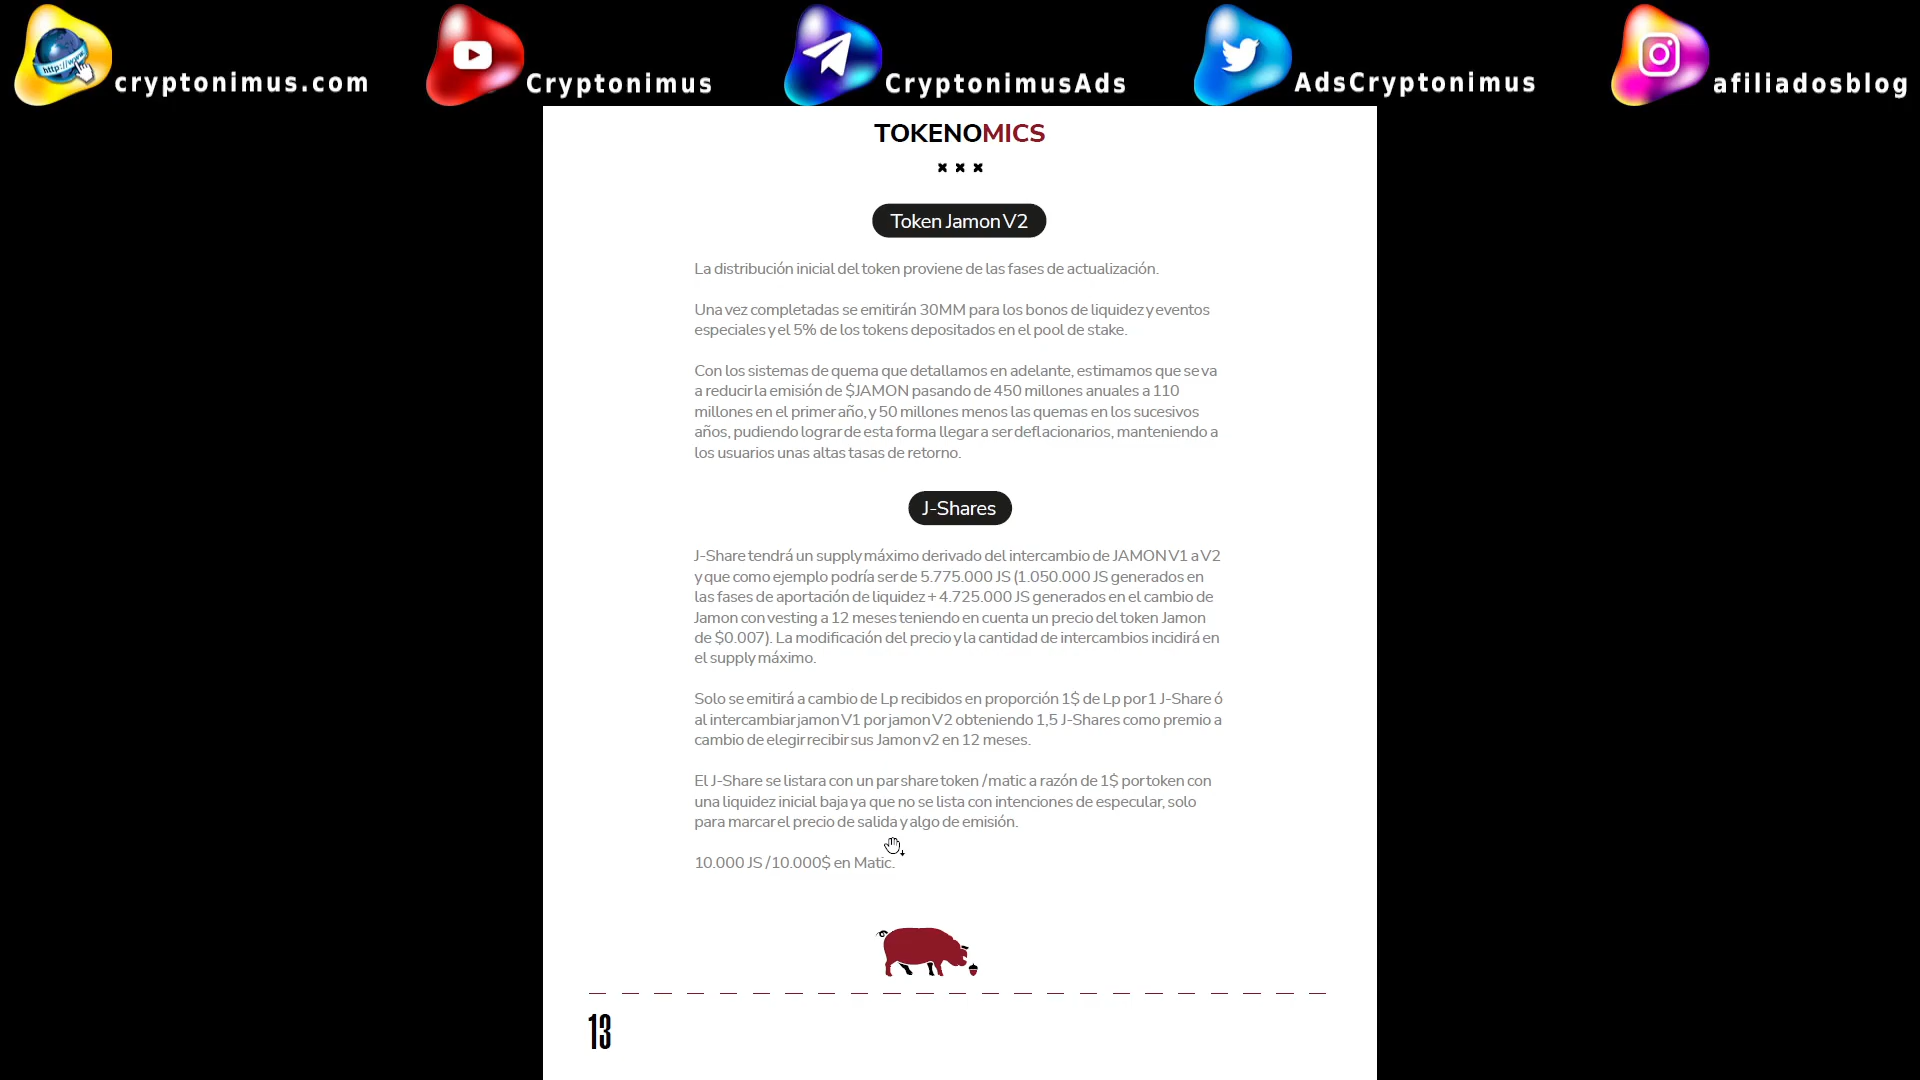 http://www
cryptonimus.com
Cryptonimus
CryptonimusAds
AdsCryptonimus
afiliadosblog
TOKENOMICS
Token Jamon V2
La distribución inicial del token proviene de las fases de actualización.
Una vez completadas se emitirán 30MM para los bonos de liquidez y eventos
especiales y el 5% de los tokens depositados en el pool de stake.
Con los sistemas de quema que detallamos en adelante, estimamos que se va
a reducir la emisión de $JAMON pasando de 450 millones anuales a 110
millones en el primer año, y 50 millones menos las quemas en los sucesivos
años, pudiendo lograr de esta forma llegar a ser deflacionarios, manteniendo a
los usuarios unas altas tasas de retorno.
J-Shares
J-Share tendrá un supply máximo derivado del intercambio de JAMON V1 a V2
y que como ejemplo podría ser de 5.775.000 JS (1.050.000 JS generados en
las fases de aportación de liquidez + 4.725.000 JS generados en el cambio de
Jamon con vesting a 12 meses teniendo en cuenta un precio del token Jamon
de $0.007). La modificación del precio y la cantidad de intercambios incidirá en
el supply máximo.
Solo se emitirá a cambio de Lp recibidos en proporción 1$ de Lp por 1 J-Share ó
al intercambiar jamon V1 por jamon V2 obteniendo 1,5 J-Shares como premio a
cambio de elegir recibir sus Jamon v2 en 12 meses.
El J-Share se listara con un par share token / matic a razón de 1$ por token con
una liquidez inicial baja ya que no se lista con intenciones de especular, solo
para marcar el precio de salida y algo de emisión.
10.000 JS / 10.000$ en Matic.
13